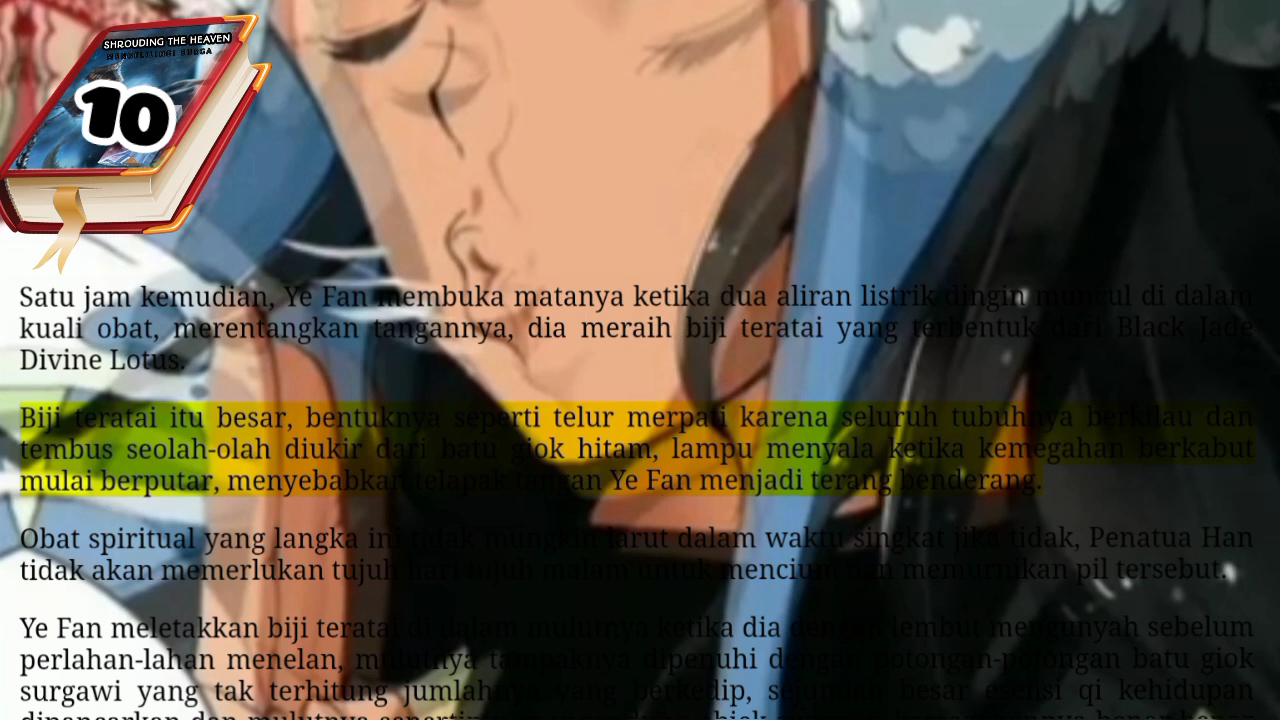 SHROUDING THE HEAVEN
MENYELIMUTI SURGA
10
Satu jam kemudian, Ye Fan membuka matanya ketika dua aliran listrik dingin muncul di dalam
kuali obat, merentangkan tangannya, dia meraih biji teratai yang terbentuk dari Black Jade
Divine Lotus.
Biji teratai itu besar, bentuknya seperti telur merpati karena seluruh tubuhnya berkilau dan
tembus seolah-olah diukir dari batu giok hitam, lampu menyala ketika kemegahan berkabut
mulai berputar, menyebabkan telapak tangan Ye Fan menjadi terang benderang.
Obat spiritual yang langka ini tidak mungkin larut dalam waktu singkat jika tidak, Penatua Han
tidak akan memerlukan tujuh hari tujuh malam untuk mencium dan memurnikan pil tersebut.
Ye Fan meletakkan biji teratai di dalam mulutnya ketika dia dengan lembut mengunyah sebelum
perlahan-lahan menelan, mulutnya tampaknya dipenuhi dengan potongan-potongan batu giok
surgawi yang tak terhitung jumlahnya yang berkedip, sejumlah besar esensi qi kehidupan